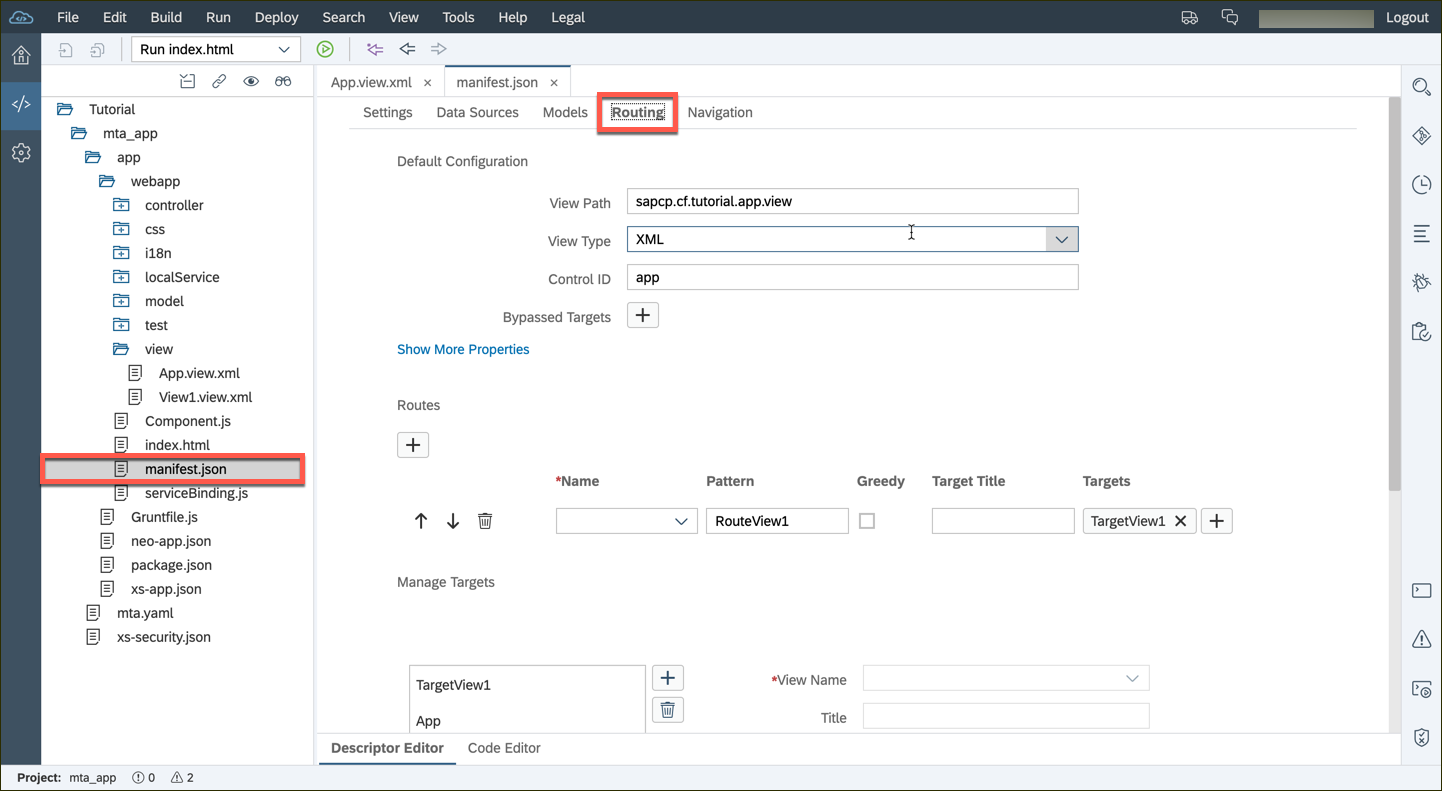 File Edit Build Run Deploy Search View Tools Help Legal Logout
Run index.html
App.view.xml × manifest.json ×
Settings Data Sources Models Routing Navigation
Tutorial
mta_app
app
webapp
controller
css
i18n
localService
model
test
view
App.view.xml
View1.view.xml
Component.js
index.html
manifest.json
serviceBinding.js
Gruntfile.js
neo-app.json
package.json
xs-app.json
mta.yaml
xs-security.json
Default Configuration
View Path sapcp.cf.tutorial.app.view
View Type XML
Control ID app
Bypassed Targets +
Show More Properties
Routes
+
*Name Pattern Greedy Target Title Targets
RouteView1 TargetView1 × +
Manage Targets
TargetView1 + *View Name
App Title
Descriptor Editor Code Editor
Project: mta_app 0 2